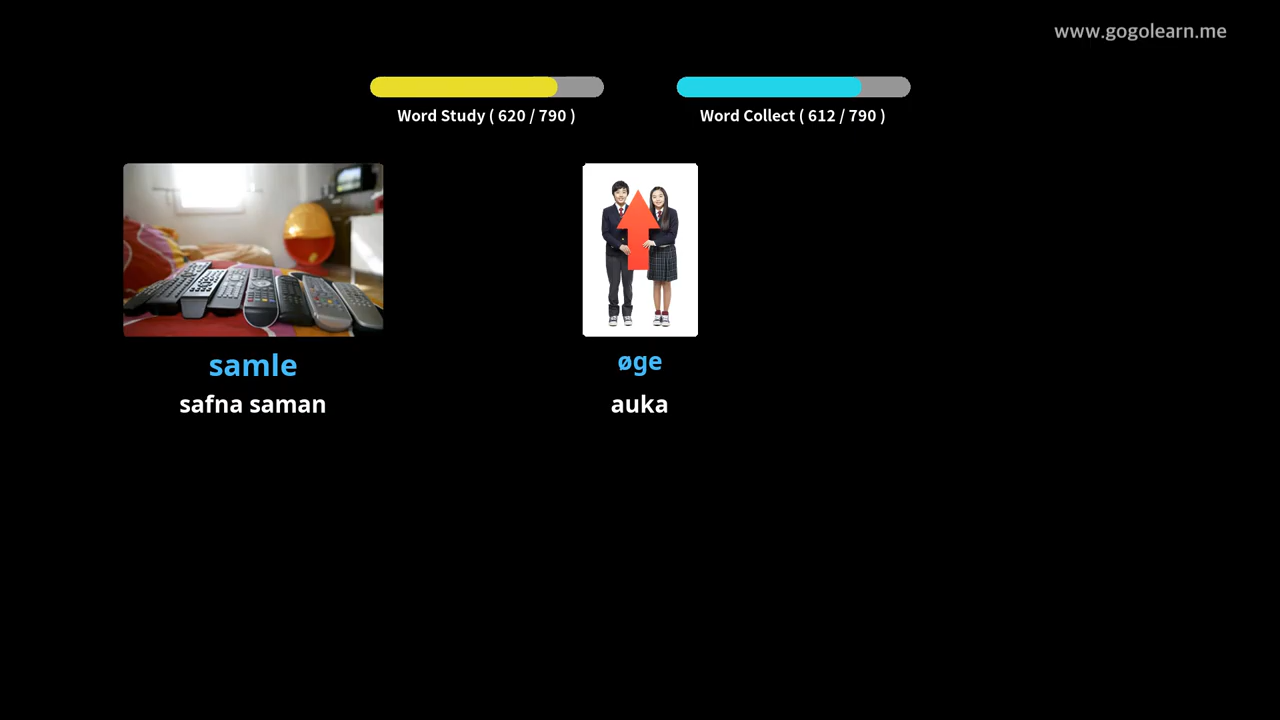 www.gogolearn.me
Word Study ( 620 / 790 )
Word Collect ( 612 / 790 )
samle
safna saman
øge
auka